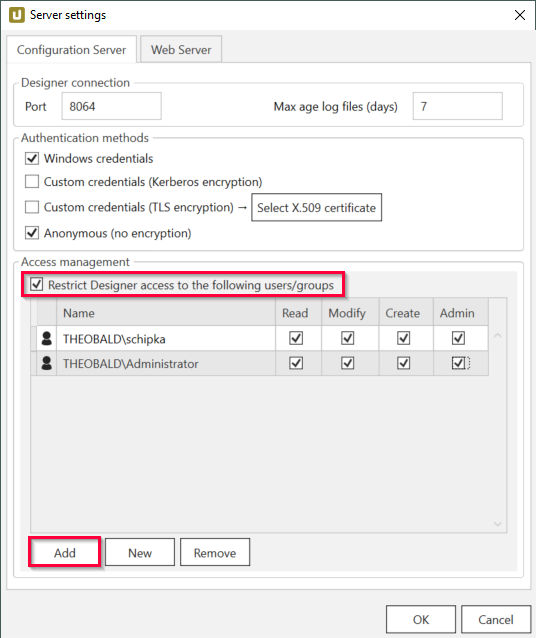 Server settings
Configuration Server Web Server
Designer connection
Port 8064 Max age log files (days) 7
Authentication methods
Windows credentials
Custom credentials (Kerberos encryption)
Custom credentials (TLS encryption) → Select X.509 certificate
Anonymous (no encryption)
Access management
Restrict Designer access to the following users/groups
Name Read Modify Create Admin
THEOBALD\schipka
THEOBALD\Administrator
Add New Remove
OK Cancel